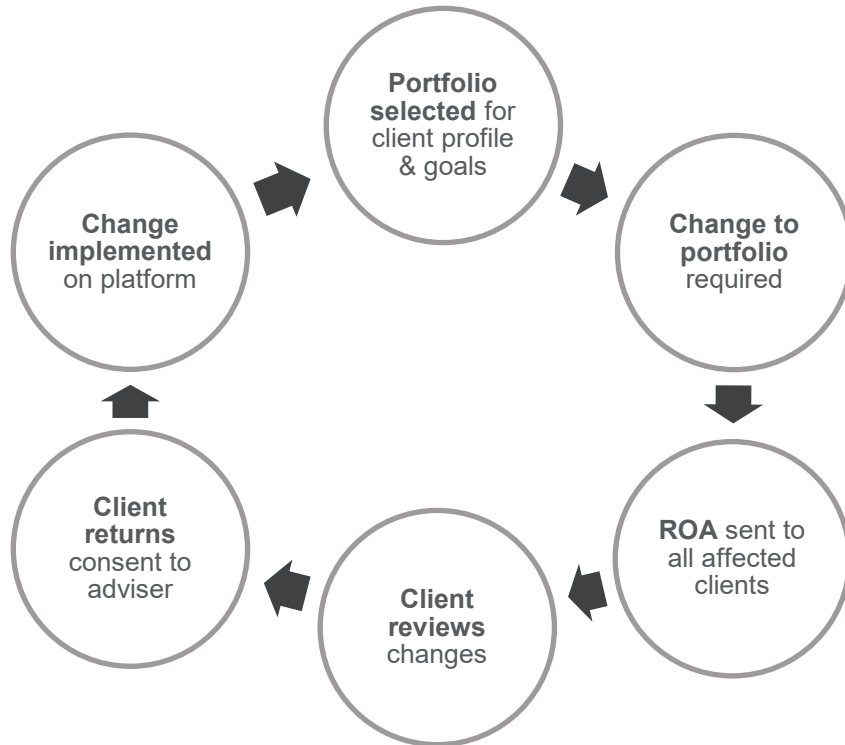 Portfolio
selected for
client profile
& goals
Change to
portfolio
required
ROA sent to
all affected
clients
Client
reviews
changes
Client
returns
consent to
adviser
Change
implemented
on platform